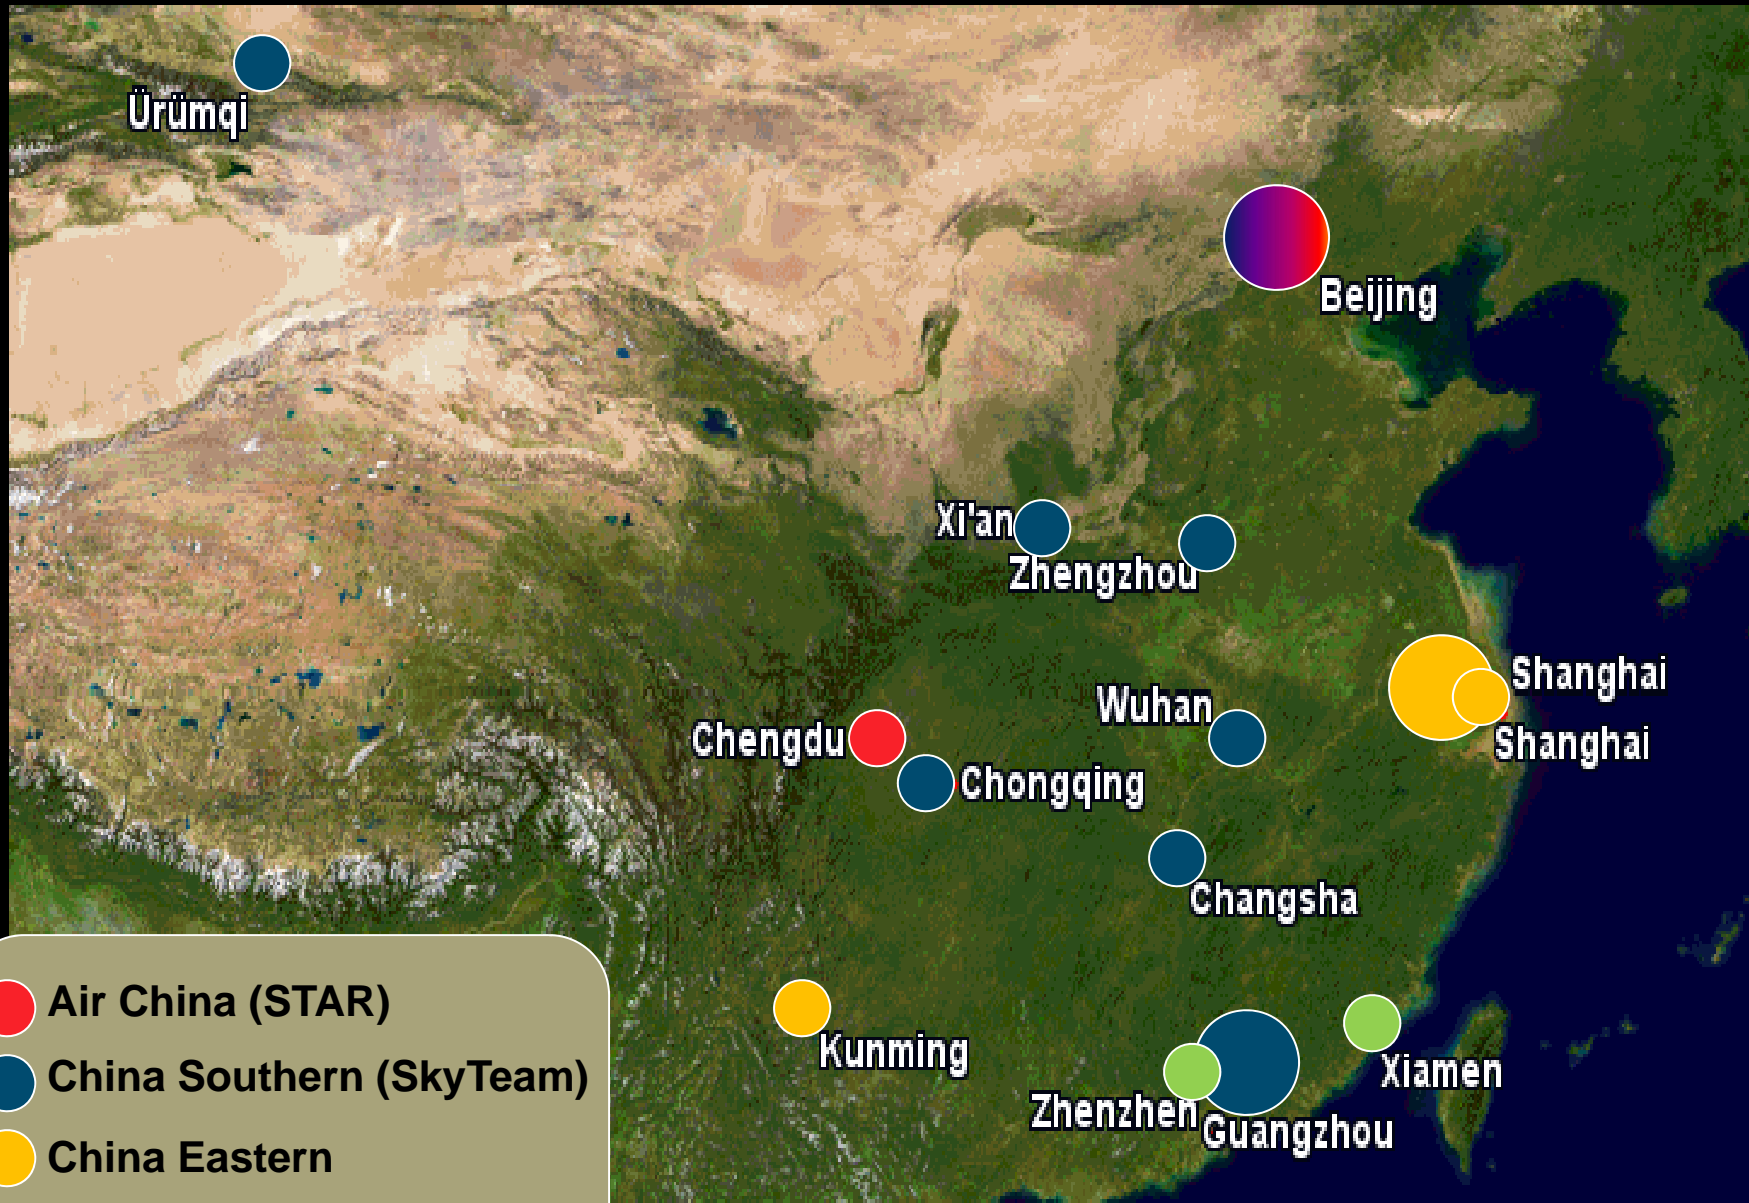 Ürümqi
Beijing
Xi'an
Zhengzhou
Shanghai
Wuhan
Chengdu
Shanghai
Chongqing
Changsha
Kunming
Xiamen
Zhenzhen
Guangzhou
Air China (STAR)
China Southern (SkyTeam)
China Eastern